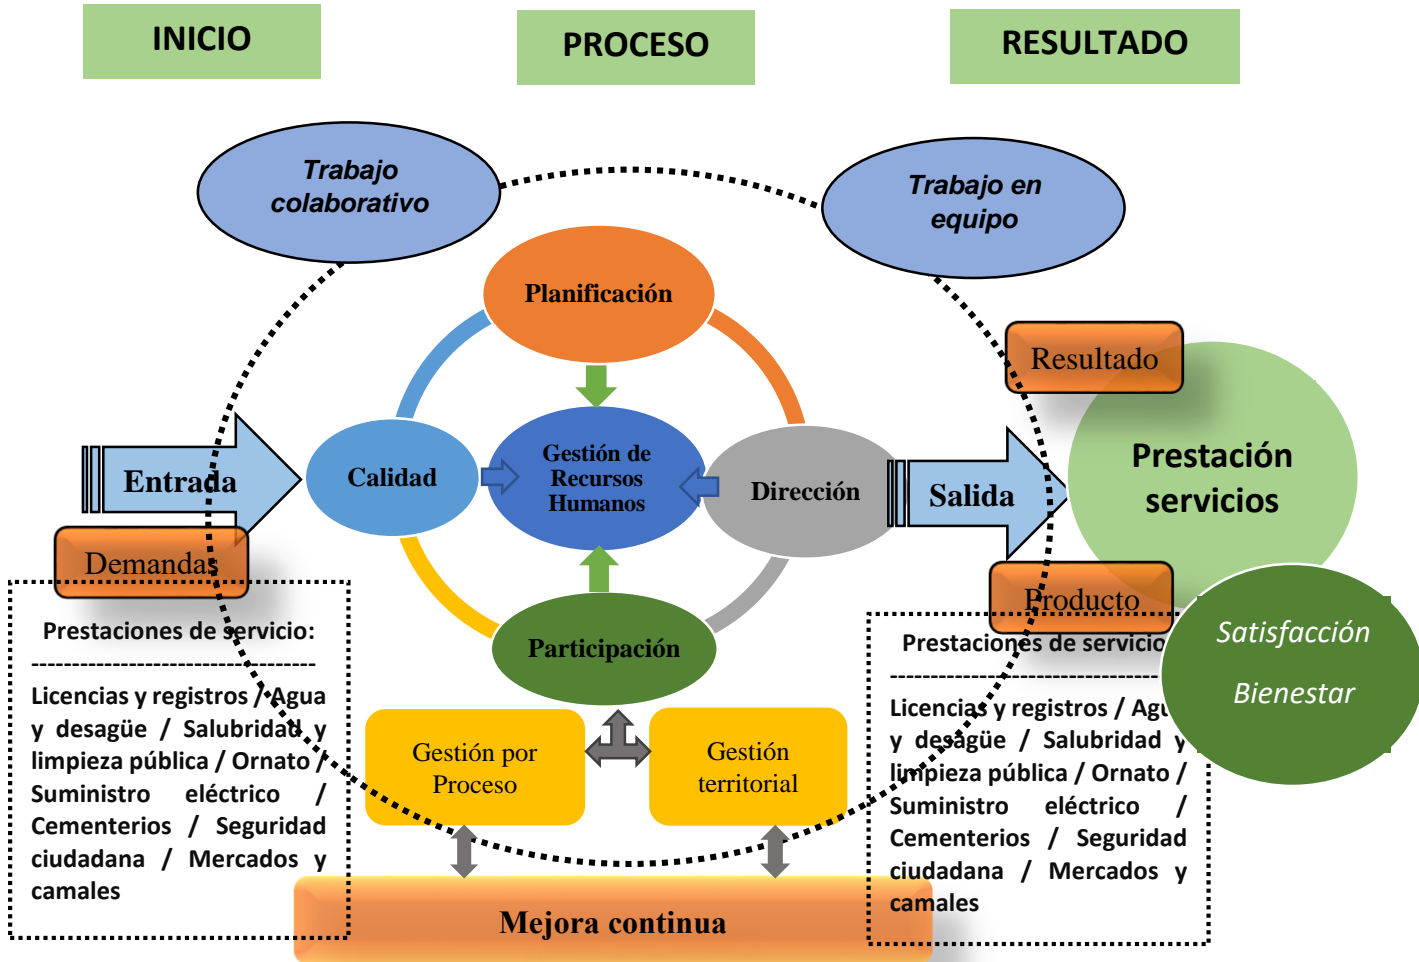 INICIO
PROCESO
RESULTADO
Trabajo
colaborativo
Trabajo en
equipo
Planificación
Resultado
Entrada
Calidad
Gestión de
Recursos
Humanos
Dirección
Salida
Prestación
servicios
Demandas
Producto
Participación
Satisfacción
Bienestar
Prestaciones de servicio:
-----------------------------------
Licencias y registros / Agua
y desagüe / Salubridad y
limpieza pública / Ornato /
Suministro eléctrico /
Cementerios / Seguridad
ciudadana / Mercados y
camales
Gestión por
Proceso
Gestión
territorial
Mejora continua
Prestaciones de servicio
-----------------------------------
Licencias y registros / Agu
y desagüe / Salubridad y
limpieza pública / Ornato /
Suministro eléctrico /
Cementerios / Seguridad
ciudadana / Mercados y
camales